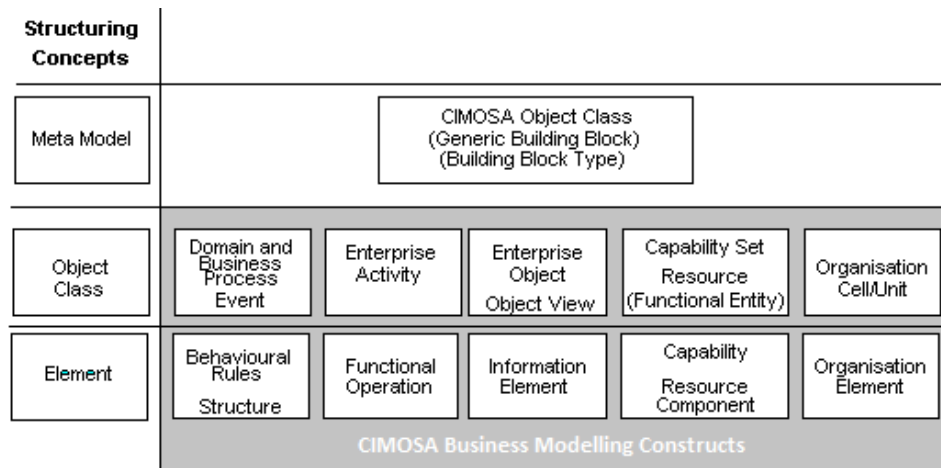 Structuring
Concepts
Meta Model
CIMOSA Object Class
(Generic Building Block)
(Building Block Type)
Object
Class
Domain and
Business
Process
Event
Enterprise
Activity
Enterprise
Object
Object View
Capability Set
Resource
(Functional Entity)
Organisation
Cell/Unit
Element
Behavioural
Rules
Structure
Functional
Operation
Information
Element
Capability
Resource
Component
Organisation
Element
CIMOSA Business Modelling Constructs